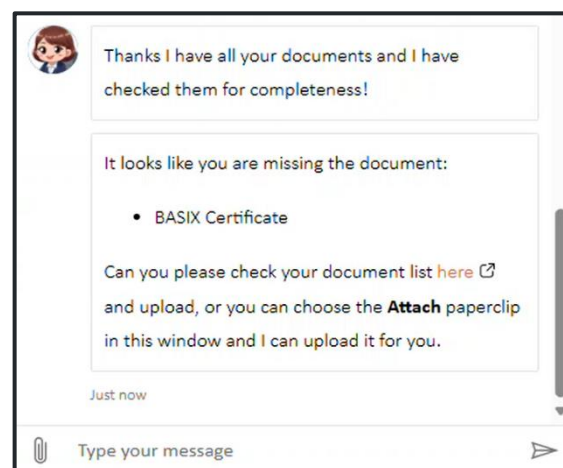 Thanks I have all your documents and I have
checked them for completeness!
It looks like you are missing the document:
• BASIX Certificate
Can you please check your document list here
and upload, or you can choose the Attach paperclip
in this window and I can upload it for you.
Just now
Type your message